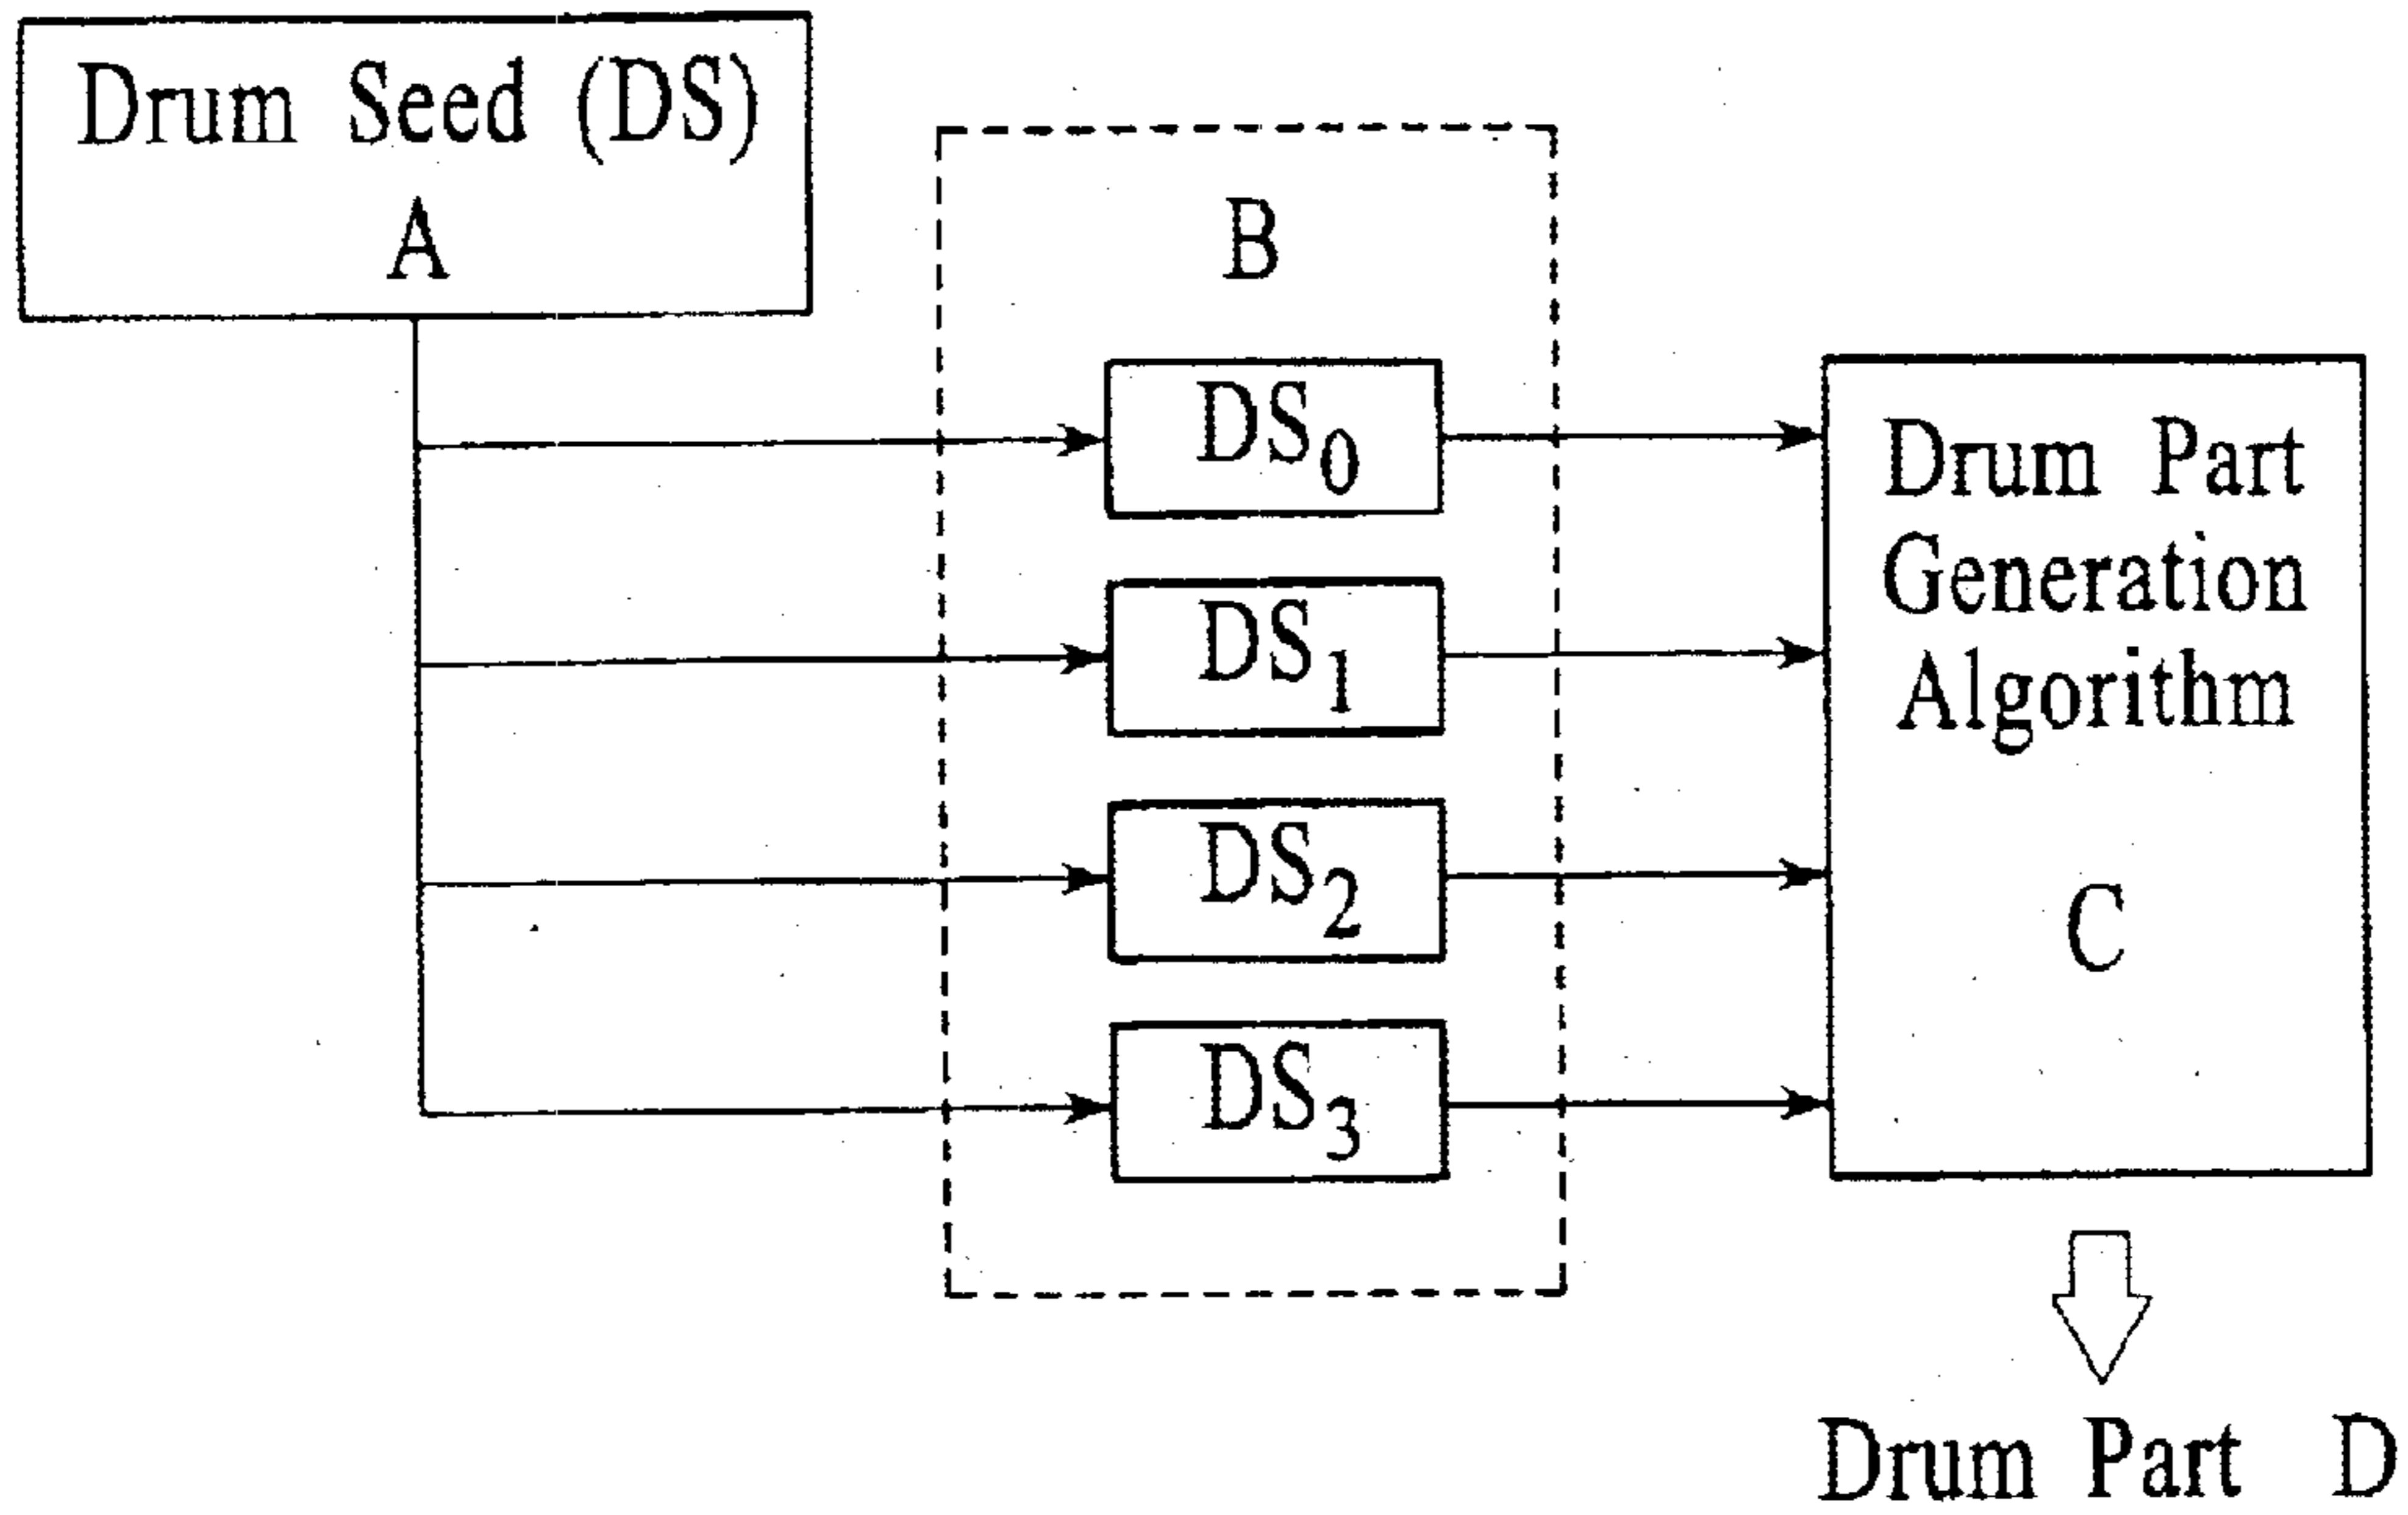 Drum Seed (DS)
A
B
DS0
DS1
DS2
DS3
Drum Part
Generation
Algorithm
C
Drum Part D